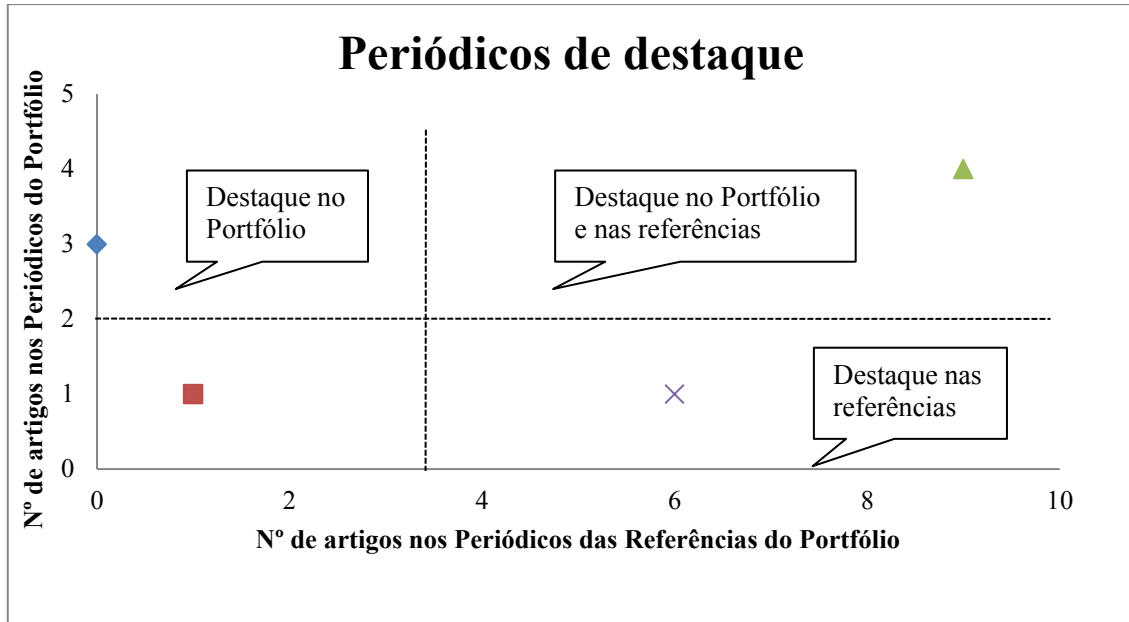 Periódicos de destaque
Nº de artigos nos Periódicos do Portfólio
5
4
3
2
1
0
Destaque no
Portfólio
Destaque no Portfólio
e nas referências
Destaque nas
referências
0 2 4 6 8 10
Nº de artigos nos Periódicos das Referências do Portfólio